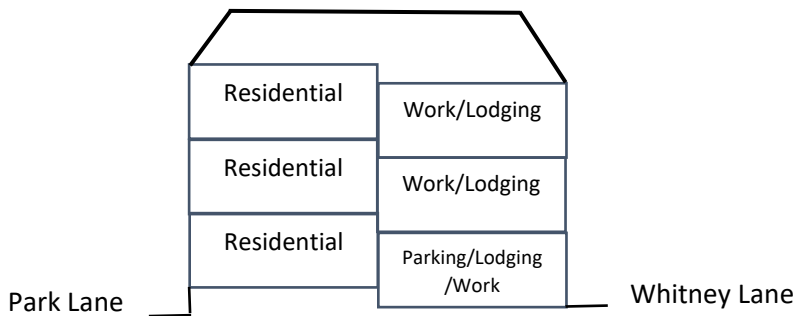 Residential
Work/Lodging
Residential
Work/Lodging
Residential
Parking/Lodging
/Work
Park Lane
Whitney Lane